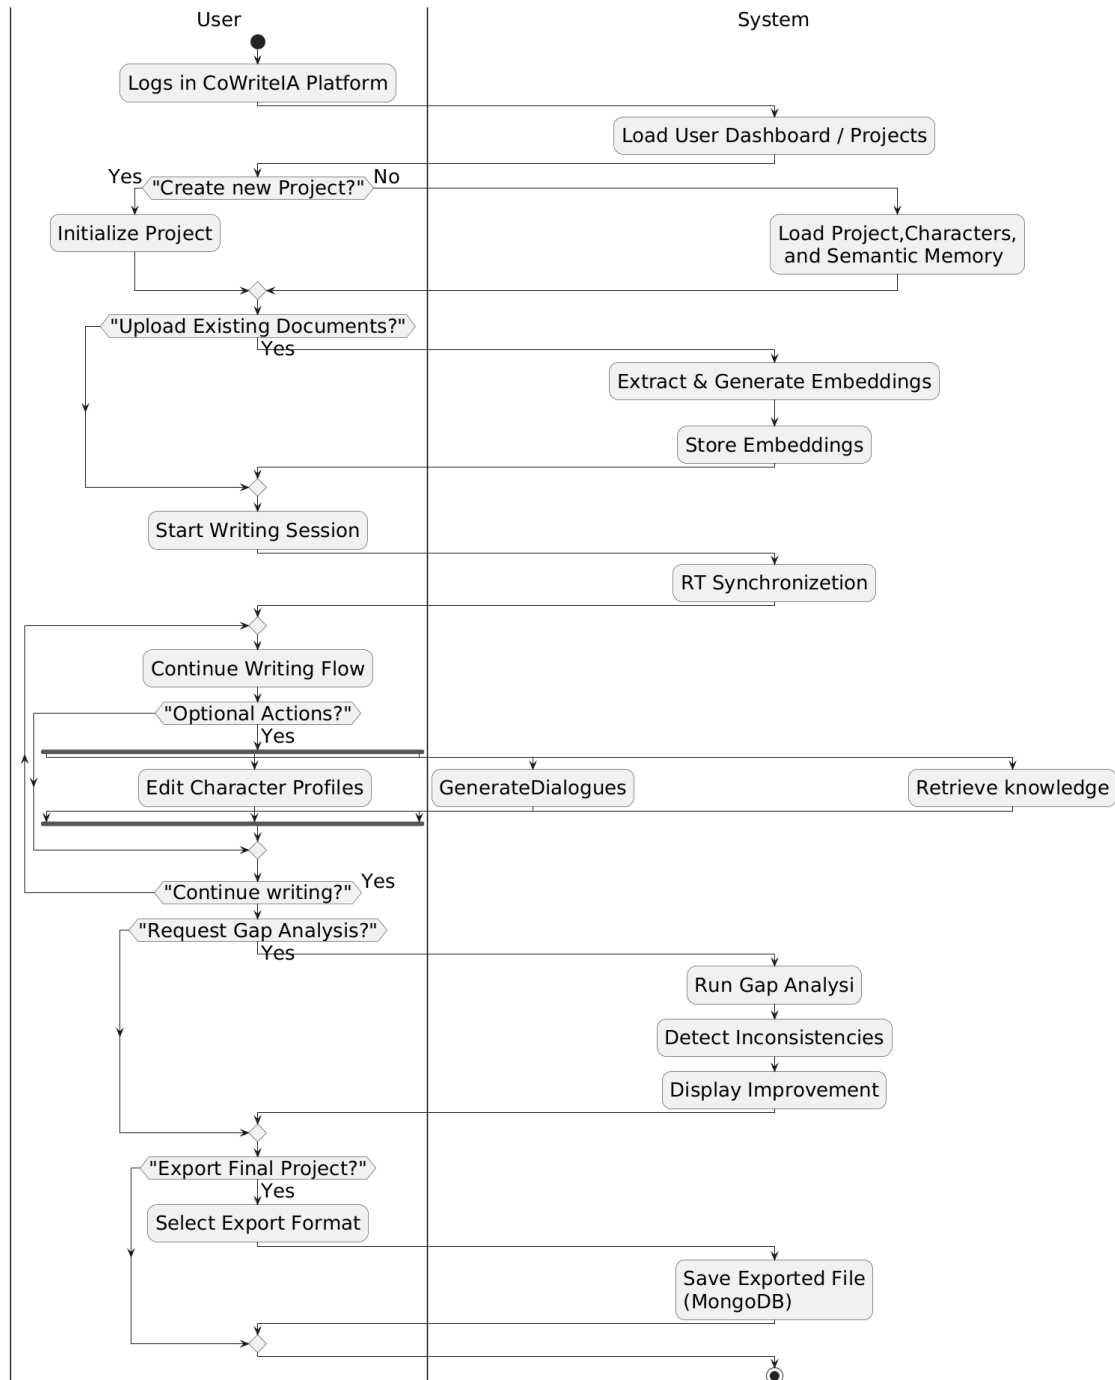 User
System
Logs in CoWriteIA Platform
Load User Dashboard / Projects
Yes
"Create new Project?"
No
Initialize Project
Load Project,Characters,
and Semantic Memory
"Upload Existing Documents?"
Yes
Extract & Generate Embeddings
Store Embeddings
Start Writing Session
RT Synchronizetion
Continue Writing Flow
"Optional Actions?"
Yes
Edit Character Profiles
GenerateDialogues
Retrieve knowledge
"Continue writing?"
Yes
"Request Gap Analysis?"
Yes
Run Gap Analysi
Detect Inconsistencies
Display Improvement
"Export Final Project?"
Yes
Select Export Format
Save Exported File
(MongoDB)